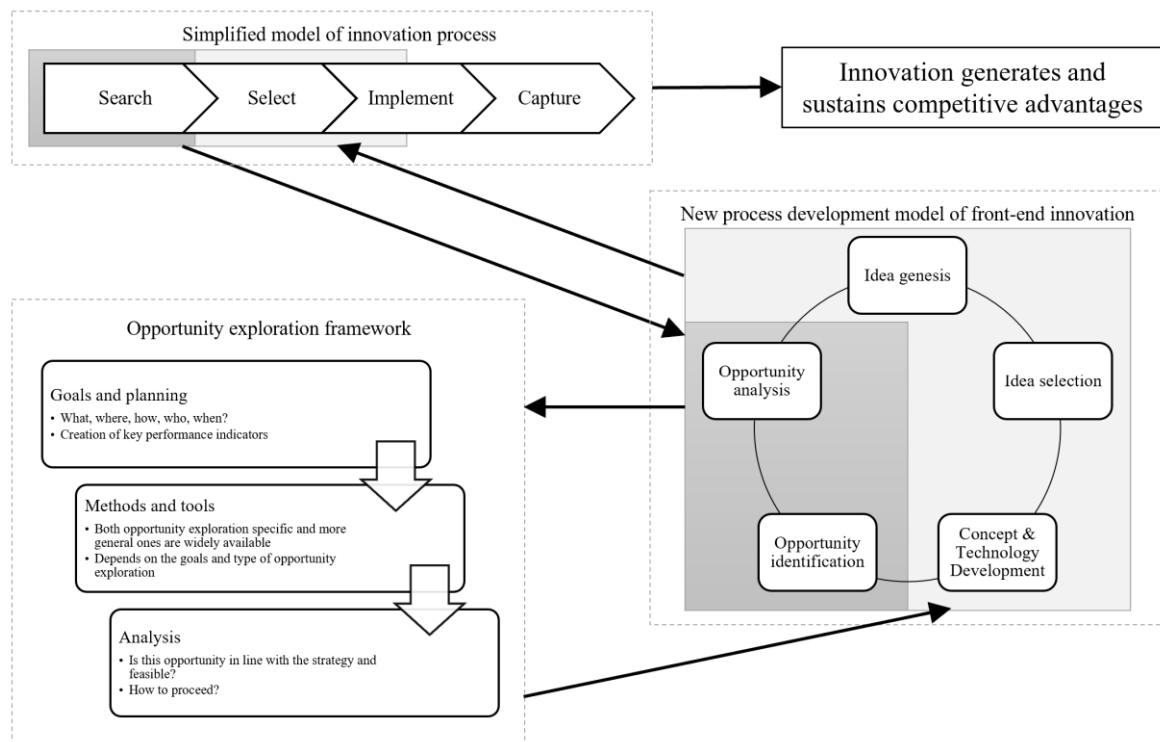 Simplified model of innovation process
Search
Select
Implement
Capture
Innovation generates and
sustains competitive advantages
New process development model of front-end innovation
Idea genesis
Opportunity
analysis
Idea selection
Opportunity
identification
Concept &
Technology
Development
Opportunity exploration framework
Goals and planning
• What, where, how, who, when?
• Creation of key performance indicators
Methods and tools
• Both opportunity exploration specific and more
general ones are widely available
• Depends on the goals and type of opportunity
exploration
Analysis
• Is this opportunity in line with the strategy and
feasible?
• How to proceed?